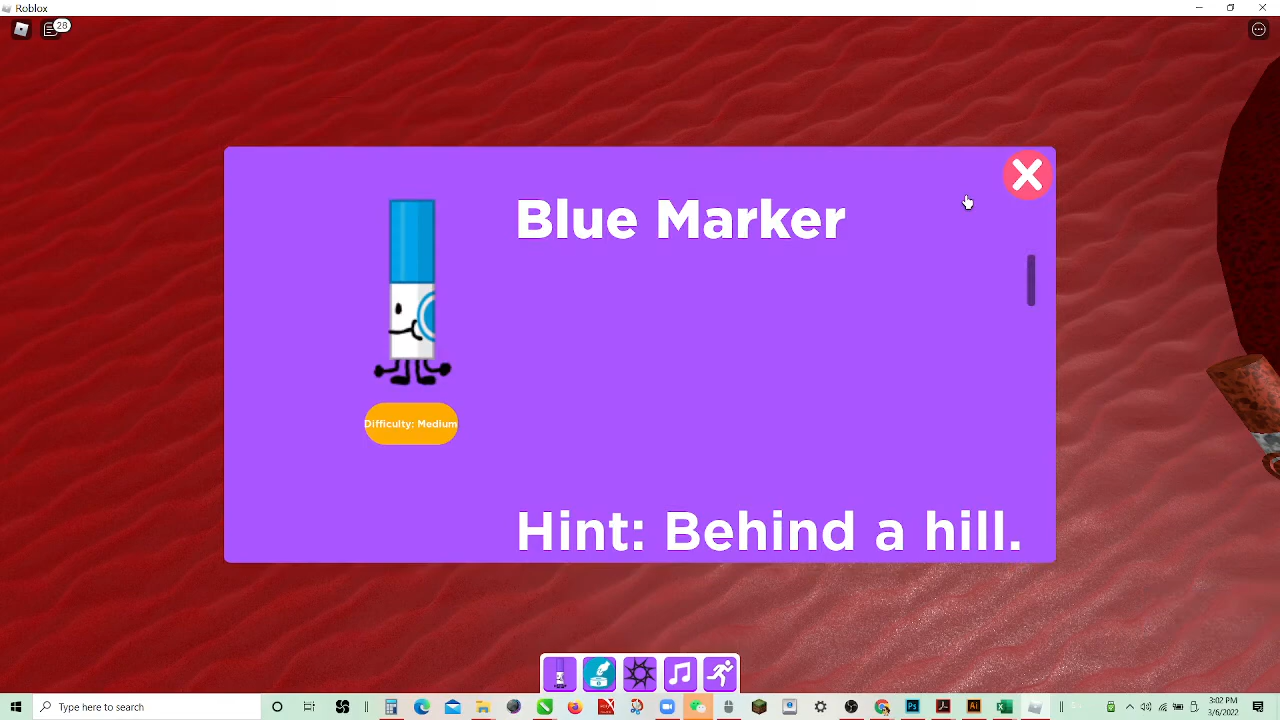 Roblox
28
Blue Marker
Difficulty: Medium
Hint: Behind a hill.
Type here to search
3:02 PM
3/6/2022